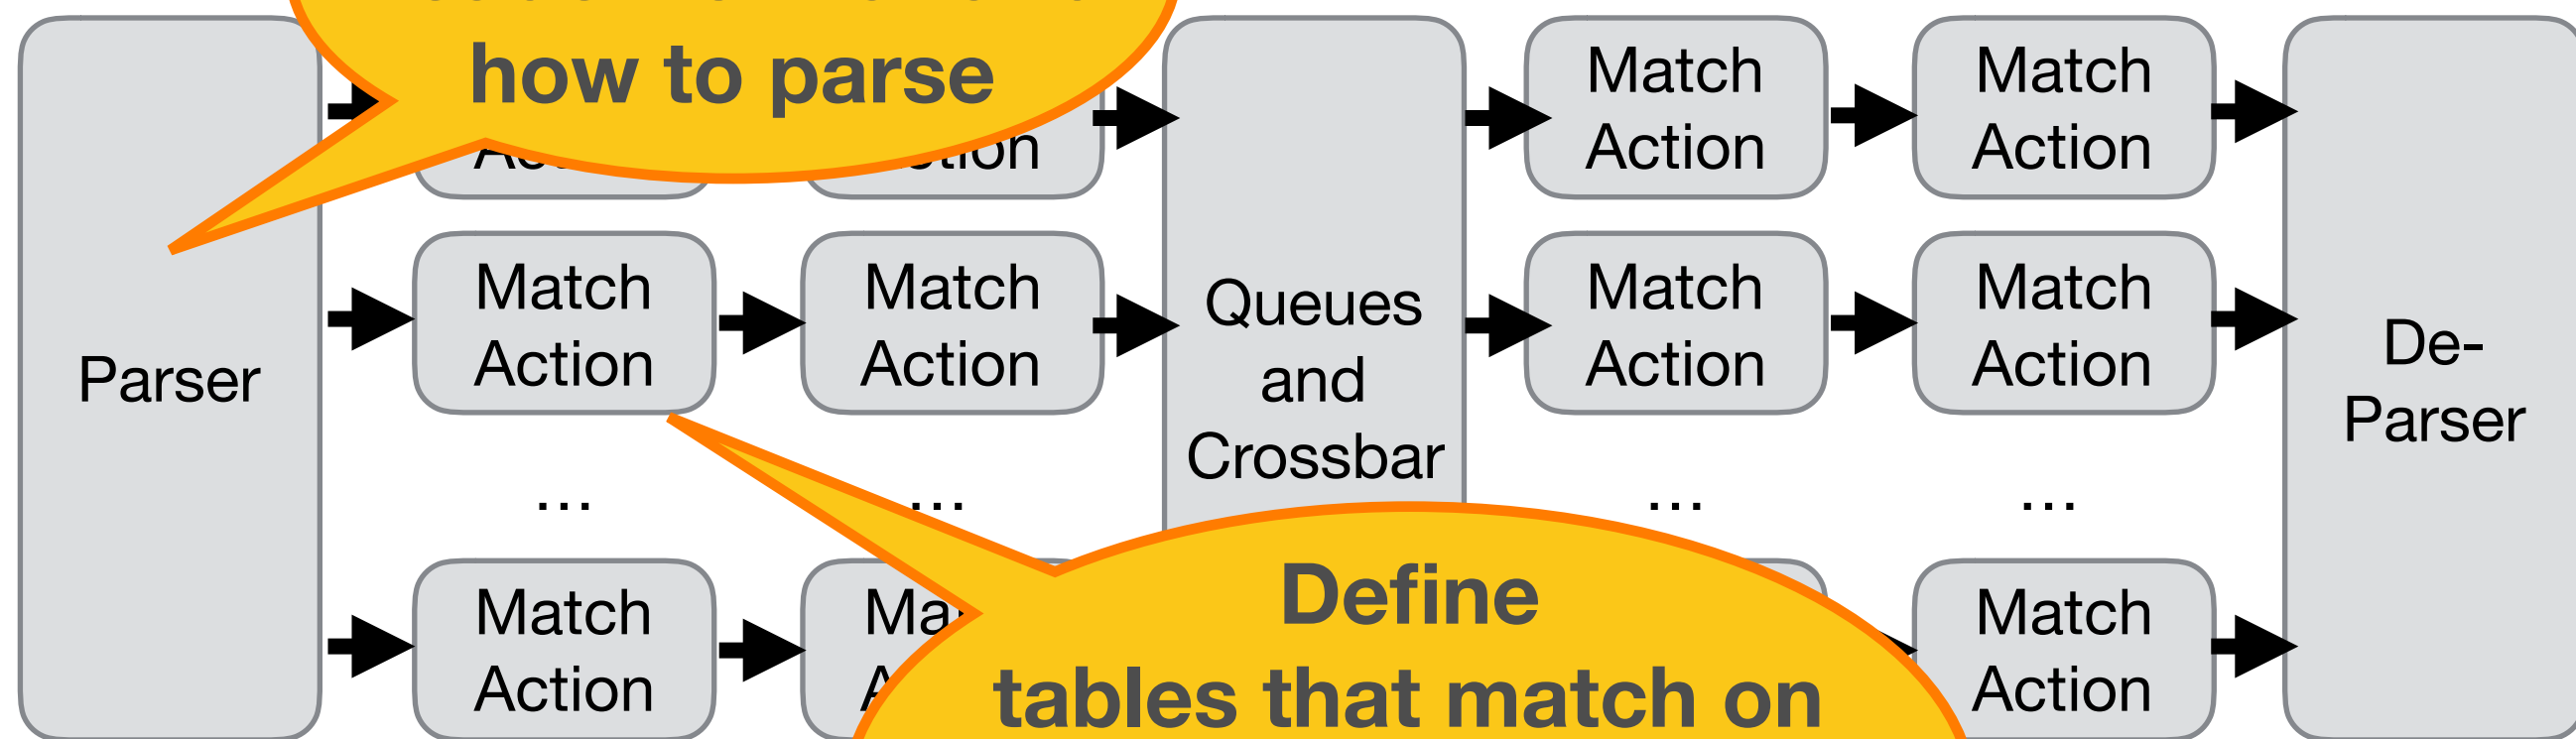 how to parse
Match
Action
Match
Action
Match
Action
Match
Action
Match
Action
Match
Action
Parser
Queues
and
Crossbar
De-
Parser
...
...
...
...
Define
tables that match on
Match
Action
Match
Action